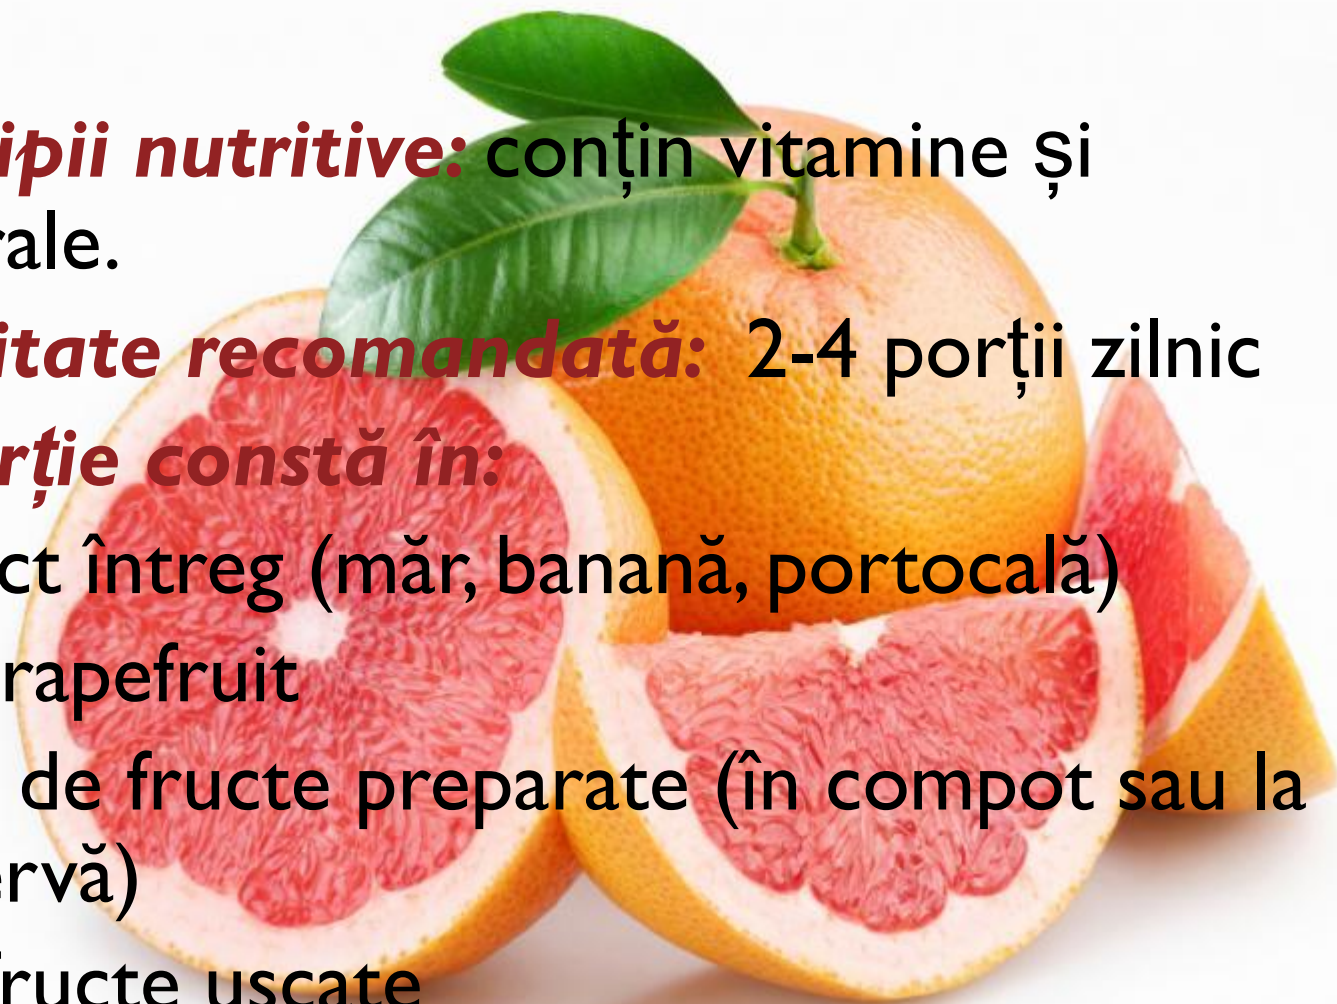 ipii nutritive: conțin vitamine și
rale.
itate recomandată: 2-4 porții zilnic
rție constă în:
ct întreg (măr, banană, portocală)
rapefruit
de fructe preparate (în compot sau la
ervă)
fructe uscate